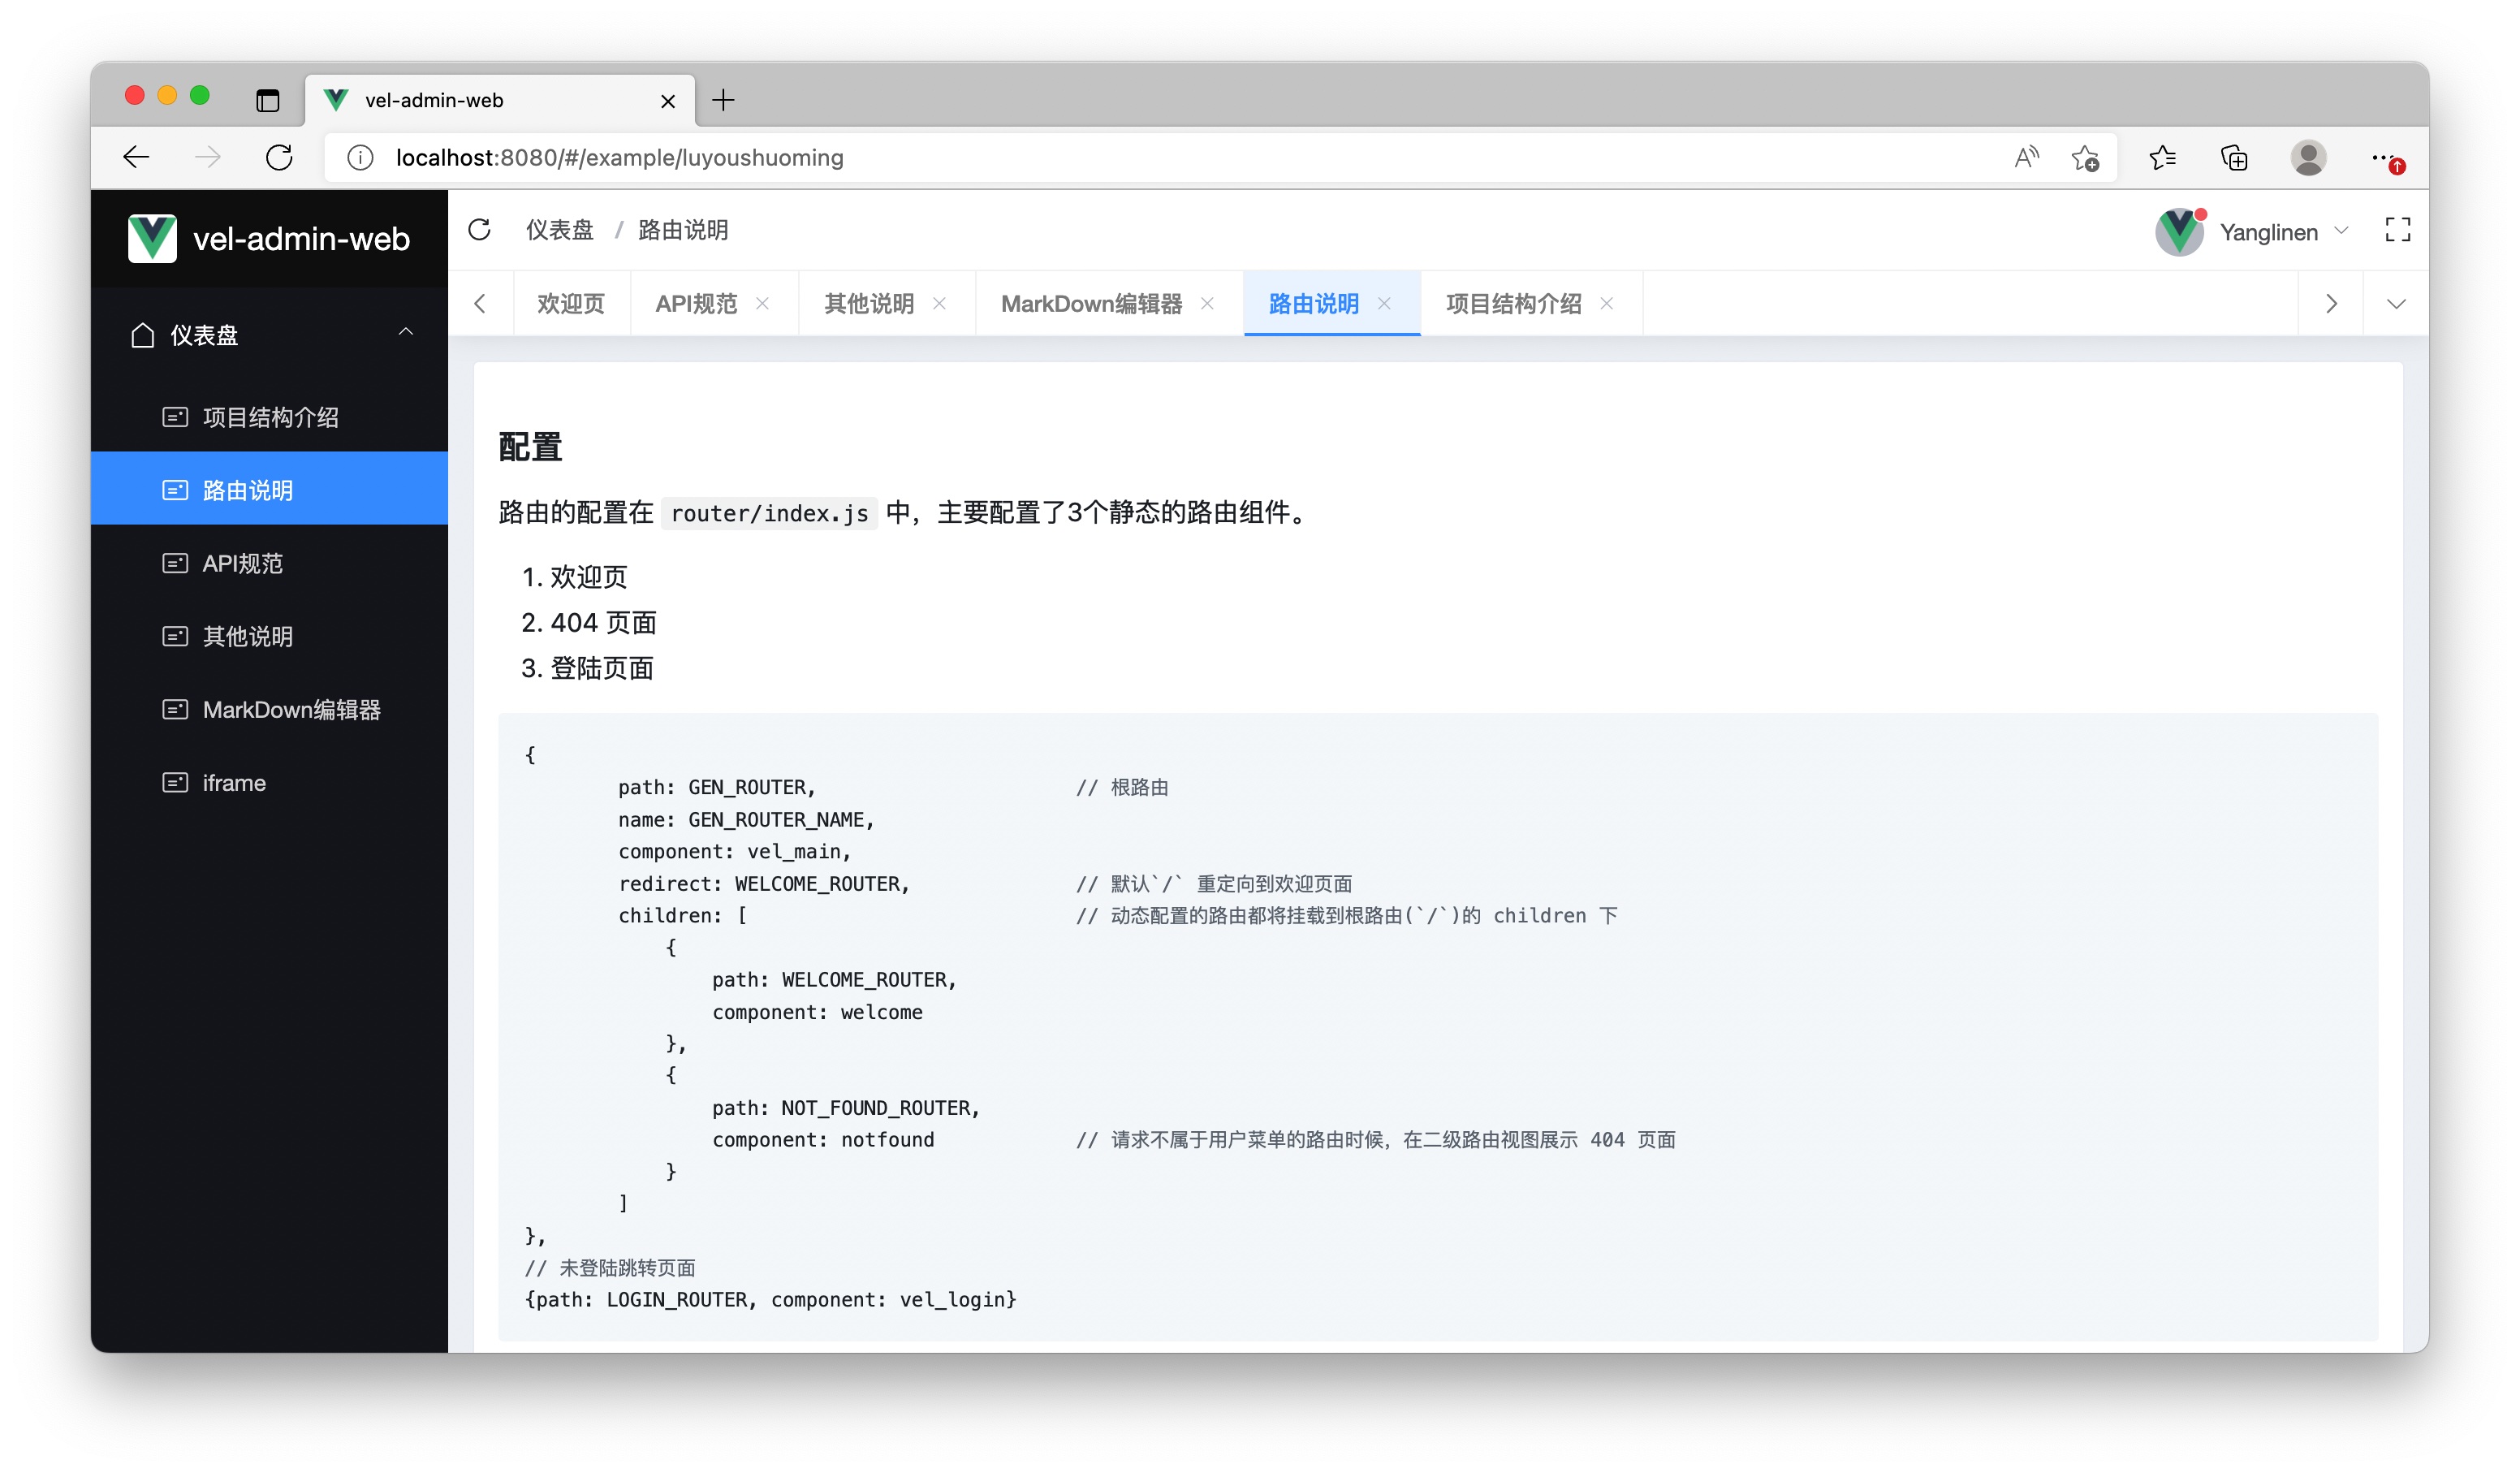 vel-admin-web
localhost:8080/#/example/luyoushuoming
vel-admin-web
仪表盘 / 路由说明
Yanglinen
欢迎页 API规范 其他说明 MarkDown编辑器 路由说明 项目结构介绍
仪表盘
项目结构介绍
路由说明
API规范
其他说明
MarkDown编辑器
iframe
配置
路由的配置在 router/index.js 中，主要配置了3个静态的路由组件。
1. 欢迎页
2. 404 页面
3. 登陆页面
{
        path: GEN_ROUTER,                      // 根路由
        name: GEN_ROUTER_NAME,
        component: vel_main,
        redirect: WELCOME_ROUTER,              // 默认`/` 重定向到欢迎页面
        children: [                            // 动态配置的路由都将挂载到根路由(`/`)的 children 下
            {
                path: WELCOME_ROUTER,
                component: welcome
            },
            {
                path: NOT_FOUND_ROUTER,
                component: notfound            // 请求不属于用户菜单的路由时候，在二级路由视图展示 404 页面
            }
        ]
},
// 未登陆跳转页面
{path: LOGIN_ROUTER, component: vel_login}